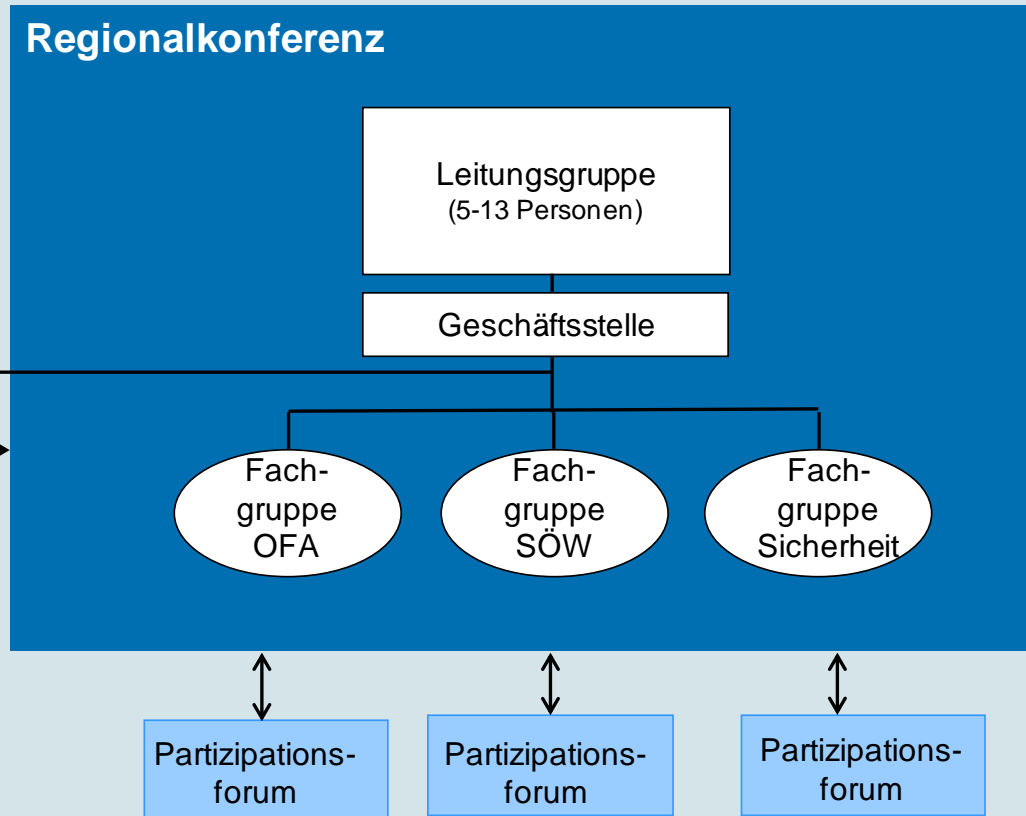 Regionalkonferenz
Leitungsgruppe
(5-13 Personen)
Geschäftsstelle
Fach-
gruppe
OFA
Fach-
gruppe
SÖW
Fach-
gruppe
Sicherheit
Partizipations-
forum
Partizipations-
forum
Partizipations-
forum